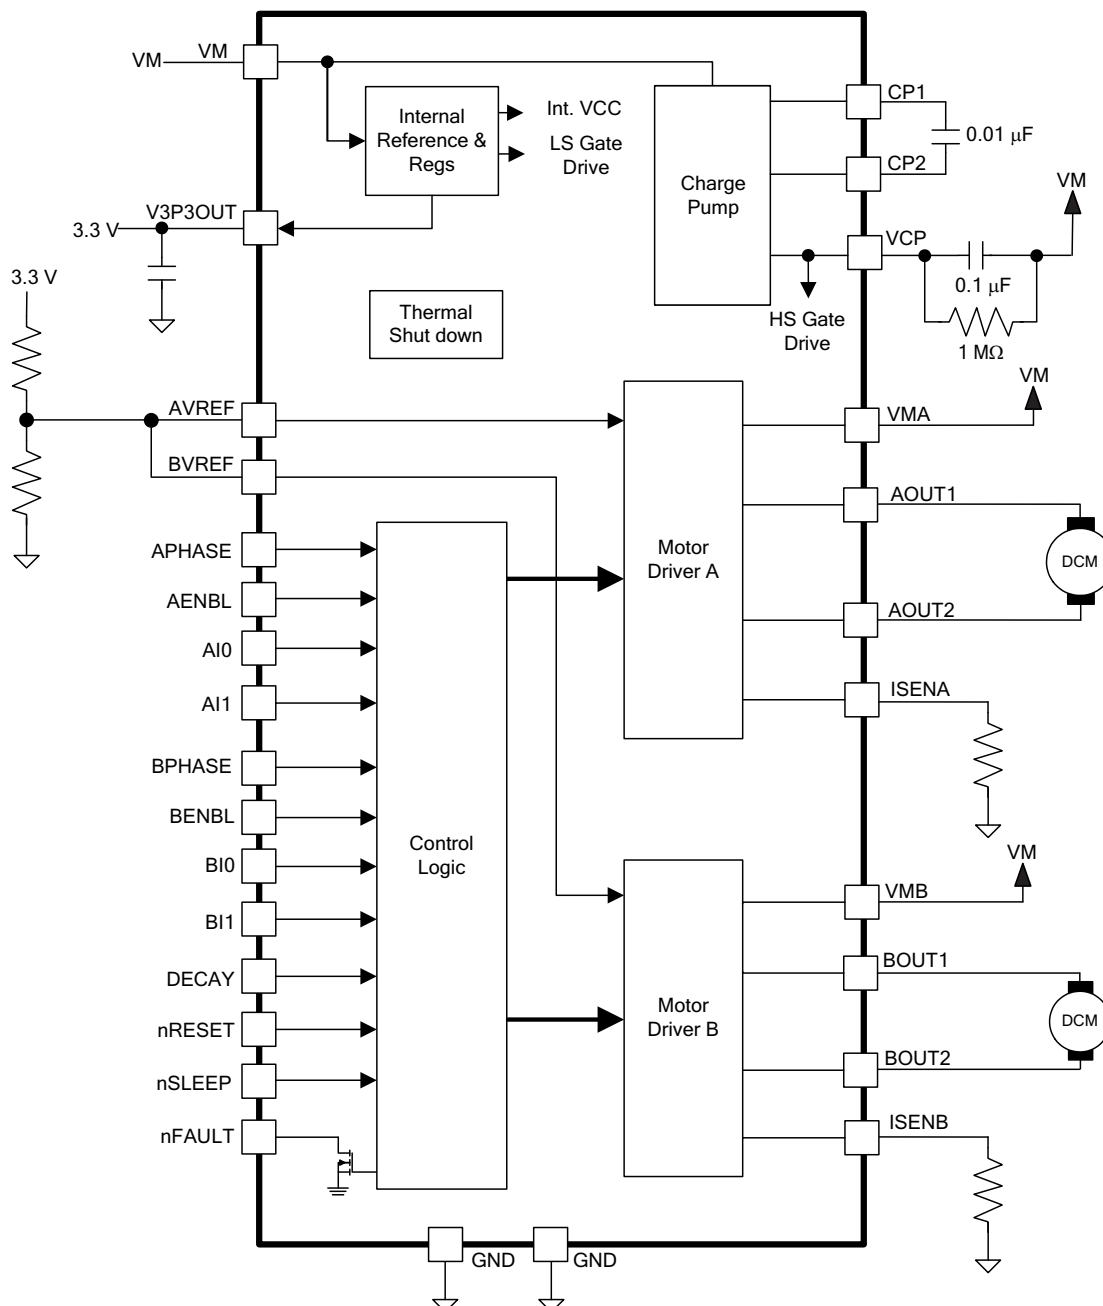 VM
VM
Internal
Reference &
Regs
Int. VCC
LS Gate
Drive
Charge
Pump
CP1
0.01 µF
CP2
VM
VCP
0.1 µF
1 MΩ
HS Gate
Drive
V3P3OUT
3.3 V
3.3 V
Thermal
Shut down
AVREF
BVREF
APHASE
AENBL
AI0
AI1
BPHASE
BENBL
BI0
BI1
DECAY
nRESET
nSLEEP
nFAULT
Control
Logic
Motor
Driver A
VM
VMA
AOUT1
DCM
AOUT2
ISENA
Motor
Driver B
VM
VMB
BOUT1
DCM
BOUT2
ISENB
GND
GND